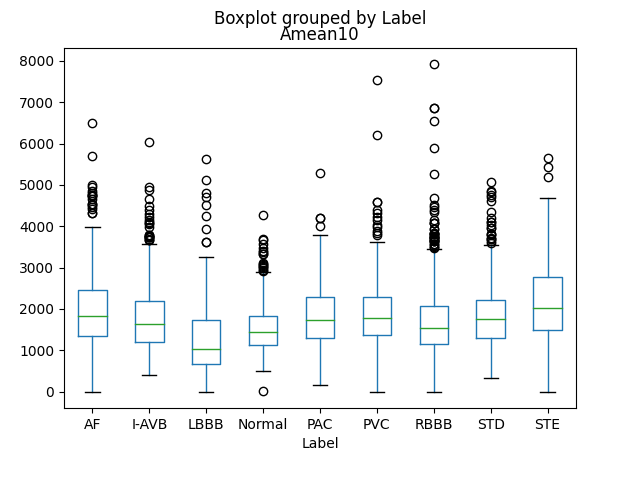 Boxplot grouped by Label
Amean10
8000
7000
6000
5000
4000
3000
2000
1000
0
AF I-AVB LBBB Normal PAC PVC RBBB STD STE
Label